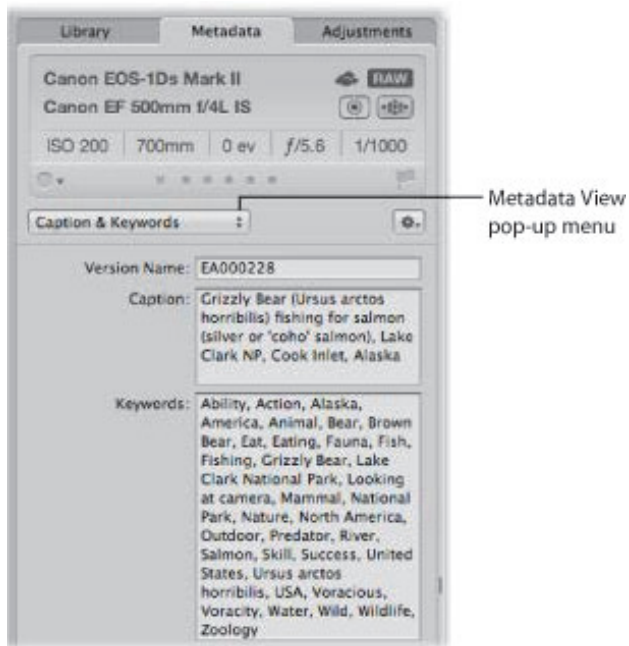 Library Metadata Adjustments
Canon EOS-1Ds Mark II RAW
Canon EF 500mm f/4L IS
ISO 200 700mm 0 ev ƒ/5.6 1/1000
Caption & Keywords
Metadata View
pop-up menu
Version Name: EA000228
Caption: Grizzly Bear (Ursus arctos
horribilis) fishing for salmon
(silver or 'coho' salmon), Lake
Clark NP, Cook Inlet, Alaska
Keywords: Ability, Action, Alaska,
America, Animal, Bear, Brown
Bear, Eat, Eating, Fauna, Fish,
Fishing, Grizzly Bear, Lake
Clark National Park, Looking
at camera, Mammal, National
Park, Nature, North America,
Outdoor, Predator, River,
Salmon, Skill, Success, United
States, Ursus arctos
horribilis, USA, Voracious,
Voracity, Water, Wild, Wildlife,
Zoology